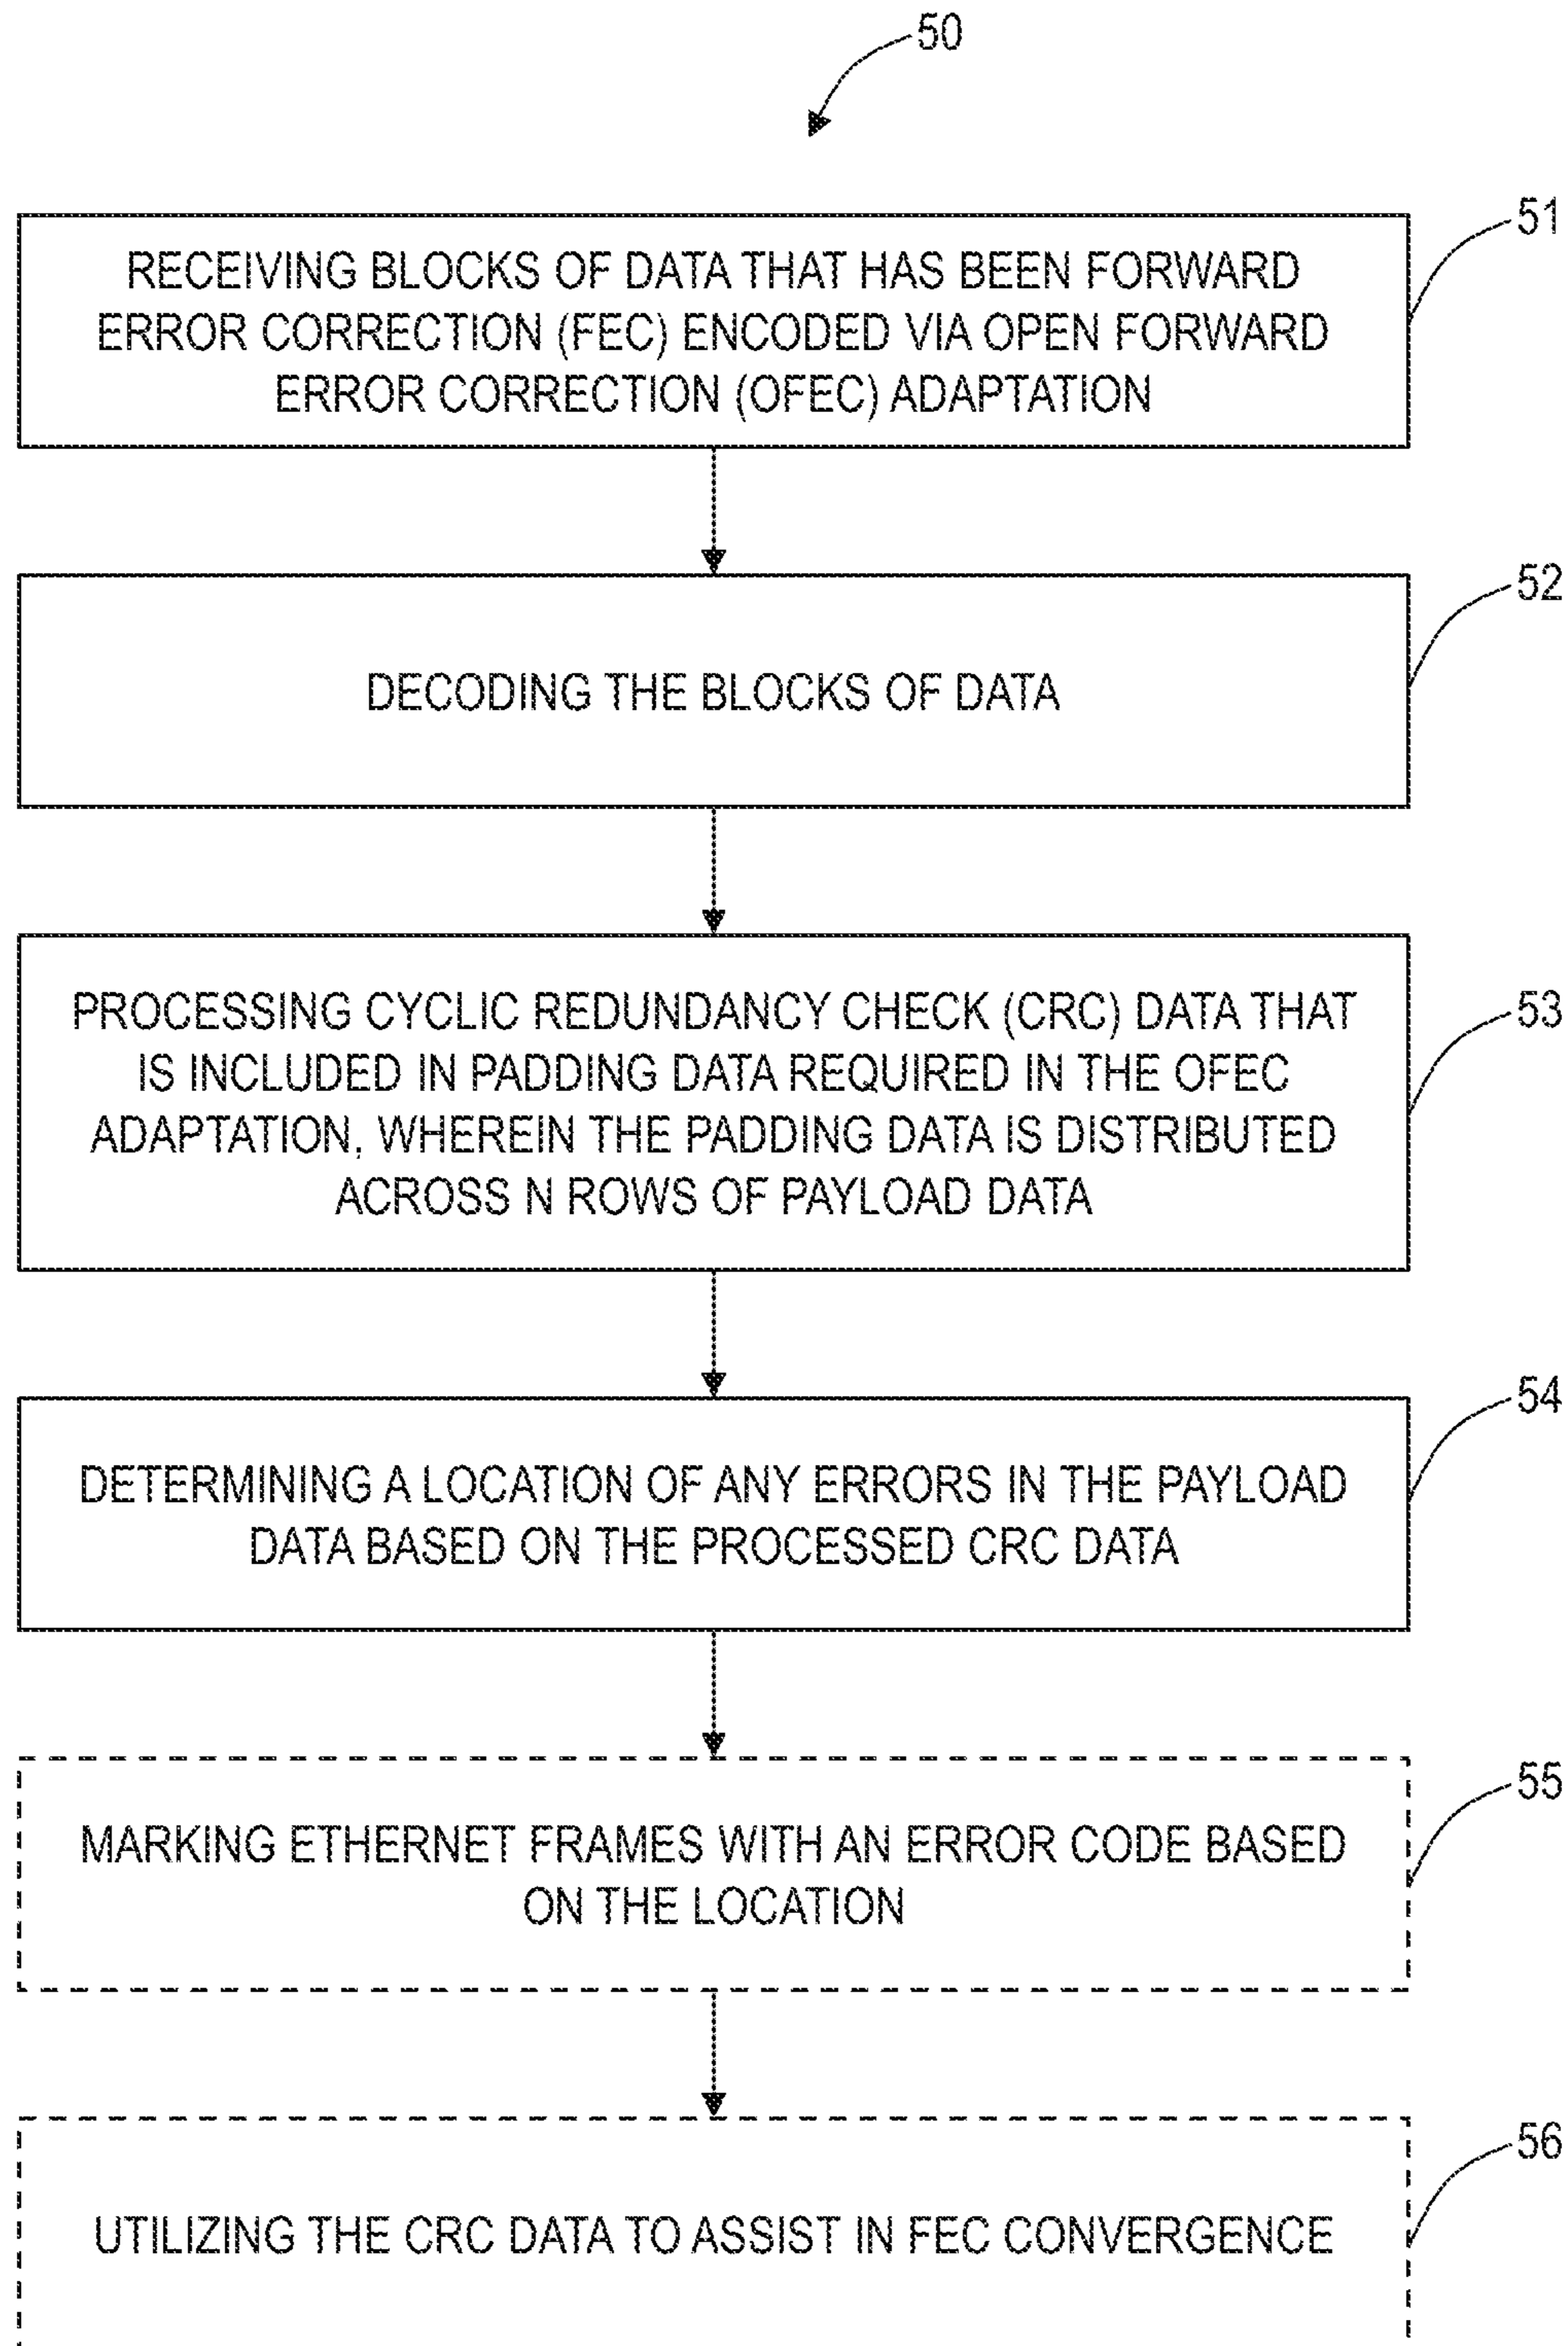 50
51
RECEIVING BLOCKS OF DATA THAT HAS BEEN FORWARD
ERROR CORRECTION (FEC) ENCODED VIA OPEN FORWARD
ERROR CORRECTION (OFEC) ADAPTATION
52
DECODING THE BLOCKS OF DATA
53
PROCESSING CYCLIC REDUNDANCY CHECK (CRC) DATA THAT
IS INCLUDED IN PADDING DATA REQUIRED IN THE OFEC
ADAPTATION, WHEREIN THE PADDING DATA IS DISTRIBUTED
ACROSS N ROWS OF PAYLOAD DATA
54
DETERMINING A LOCATION OF ANY ERRORS IN THE PAYLOAD
DATA BASED ON THE PROCESSED CRC DATA
55
MARKING ETHERNET FRAMES WITH AN ERROR CODE BASED
ON THE LOCATION
56
UTILIZING THE CRC DATA TO ASSIST IN FEC CONVERGENCE